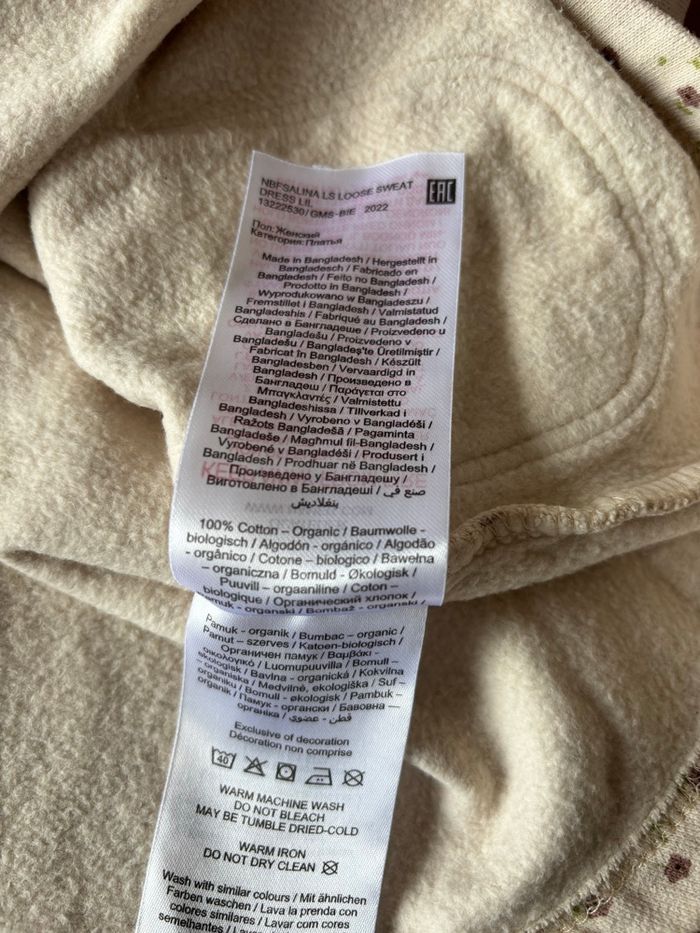 NBFSALINA LS LOOSE SWEAT
DRESS LIL
13222530/GMS-BIE 2022
EAC
Пол: Женский
Категория: Платья
Made in Bangladesh / Hergestellt in
Bangladesch / Fabricado en
Bangladesh / Feito no Bangladesh /
Prodotto in Bangladesh /
Wyprodukowano w Bangladeszu /
Fremstillet i Bangladesh / Valmistatud
Bangladeshis / Fabriqué au Bangladesh /
Сделано в Бангладеше / Proizvedeno u
Bangladešu / Proizvedeno v
Bangladešu / Bangladeş'te Üretilmiştir /
Fabricat în Bangladesh / Készült
Bangladesben / Vervaardigd in
Bangladesh / Произведено в
Бангладеш / Παράγεται στο
Μπαγκλαντές / Valmistettu
Bangladeshissa / Tillverkad i
Bangladesh / Vyrobeno v Bangladéši /
Ražots Bangladešā / Pagaminta
Bangladeše / Magħmul fil-Bangladesh /
Vyrobené v Bangladéši / Produsert i
Bangladesh / Prodhuar në Bangladesh /
Произведено у Бангладешу /
Виготовлено в Бангладеші / صنع في
بنغلاديش
100% Cotton – Organic / Baumwolle -
biologisch / Algodón - orgánico / Algodão
- orgânico / Cotone – biologico / Bawełna
– organiczna / Bomuld - Økologisk /
Puuvill - orgaaniline / Coton –
biologique / Органический хлопок /
Pamuk - organski / Bombaž - organski /
Pamuk - organik / Bumbac – organic /
Pamut – szerves / Katoen-biologisch /
Органичен памук / Βαμβάκι -
οικολογικό / Luomupuuvilla / Bomull –
ekologisk / Bavlna - organická / Kokvilna
– organiska / Medvilnė, ekologiška / Suf –
organiku / Bomull - økologisk / Pambuk –
organik / Памук - органски / Бавовна —
органіка / قطن - عضوي
Exclusive of decoration
Décoration non comprise
40
WARM MACHINE WASH
DO NOT BLEACH
MAY BE TUMBLE DRIED-COLD
WARM IRON
DO NOT DRY CLEAN
Wash with similar colours / Mit ähnlichen
Farben waschen / Lava la prenda con
colores similares / Lavar com cores
semelhantes / Lavare